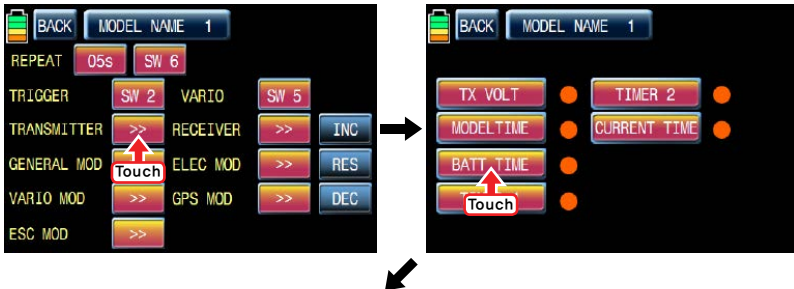 BACK MODEL NAME 1
REPEAT 05s SW 6
TRIGGER SW 2 VARIO SW 5
TRANSMITTER >> RECEIVER >> INC
GENERAL MOD Touch ELEC MOD >> RES
VARIO MOD >> GPS MOD >> DEC
ESC MOD >>
BACK MODEL NAME 1
TX VOLT TIMER 2
MODELTIME CURRENT TIME
BATT TIME
Touch